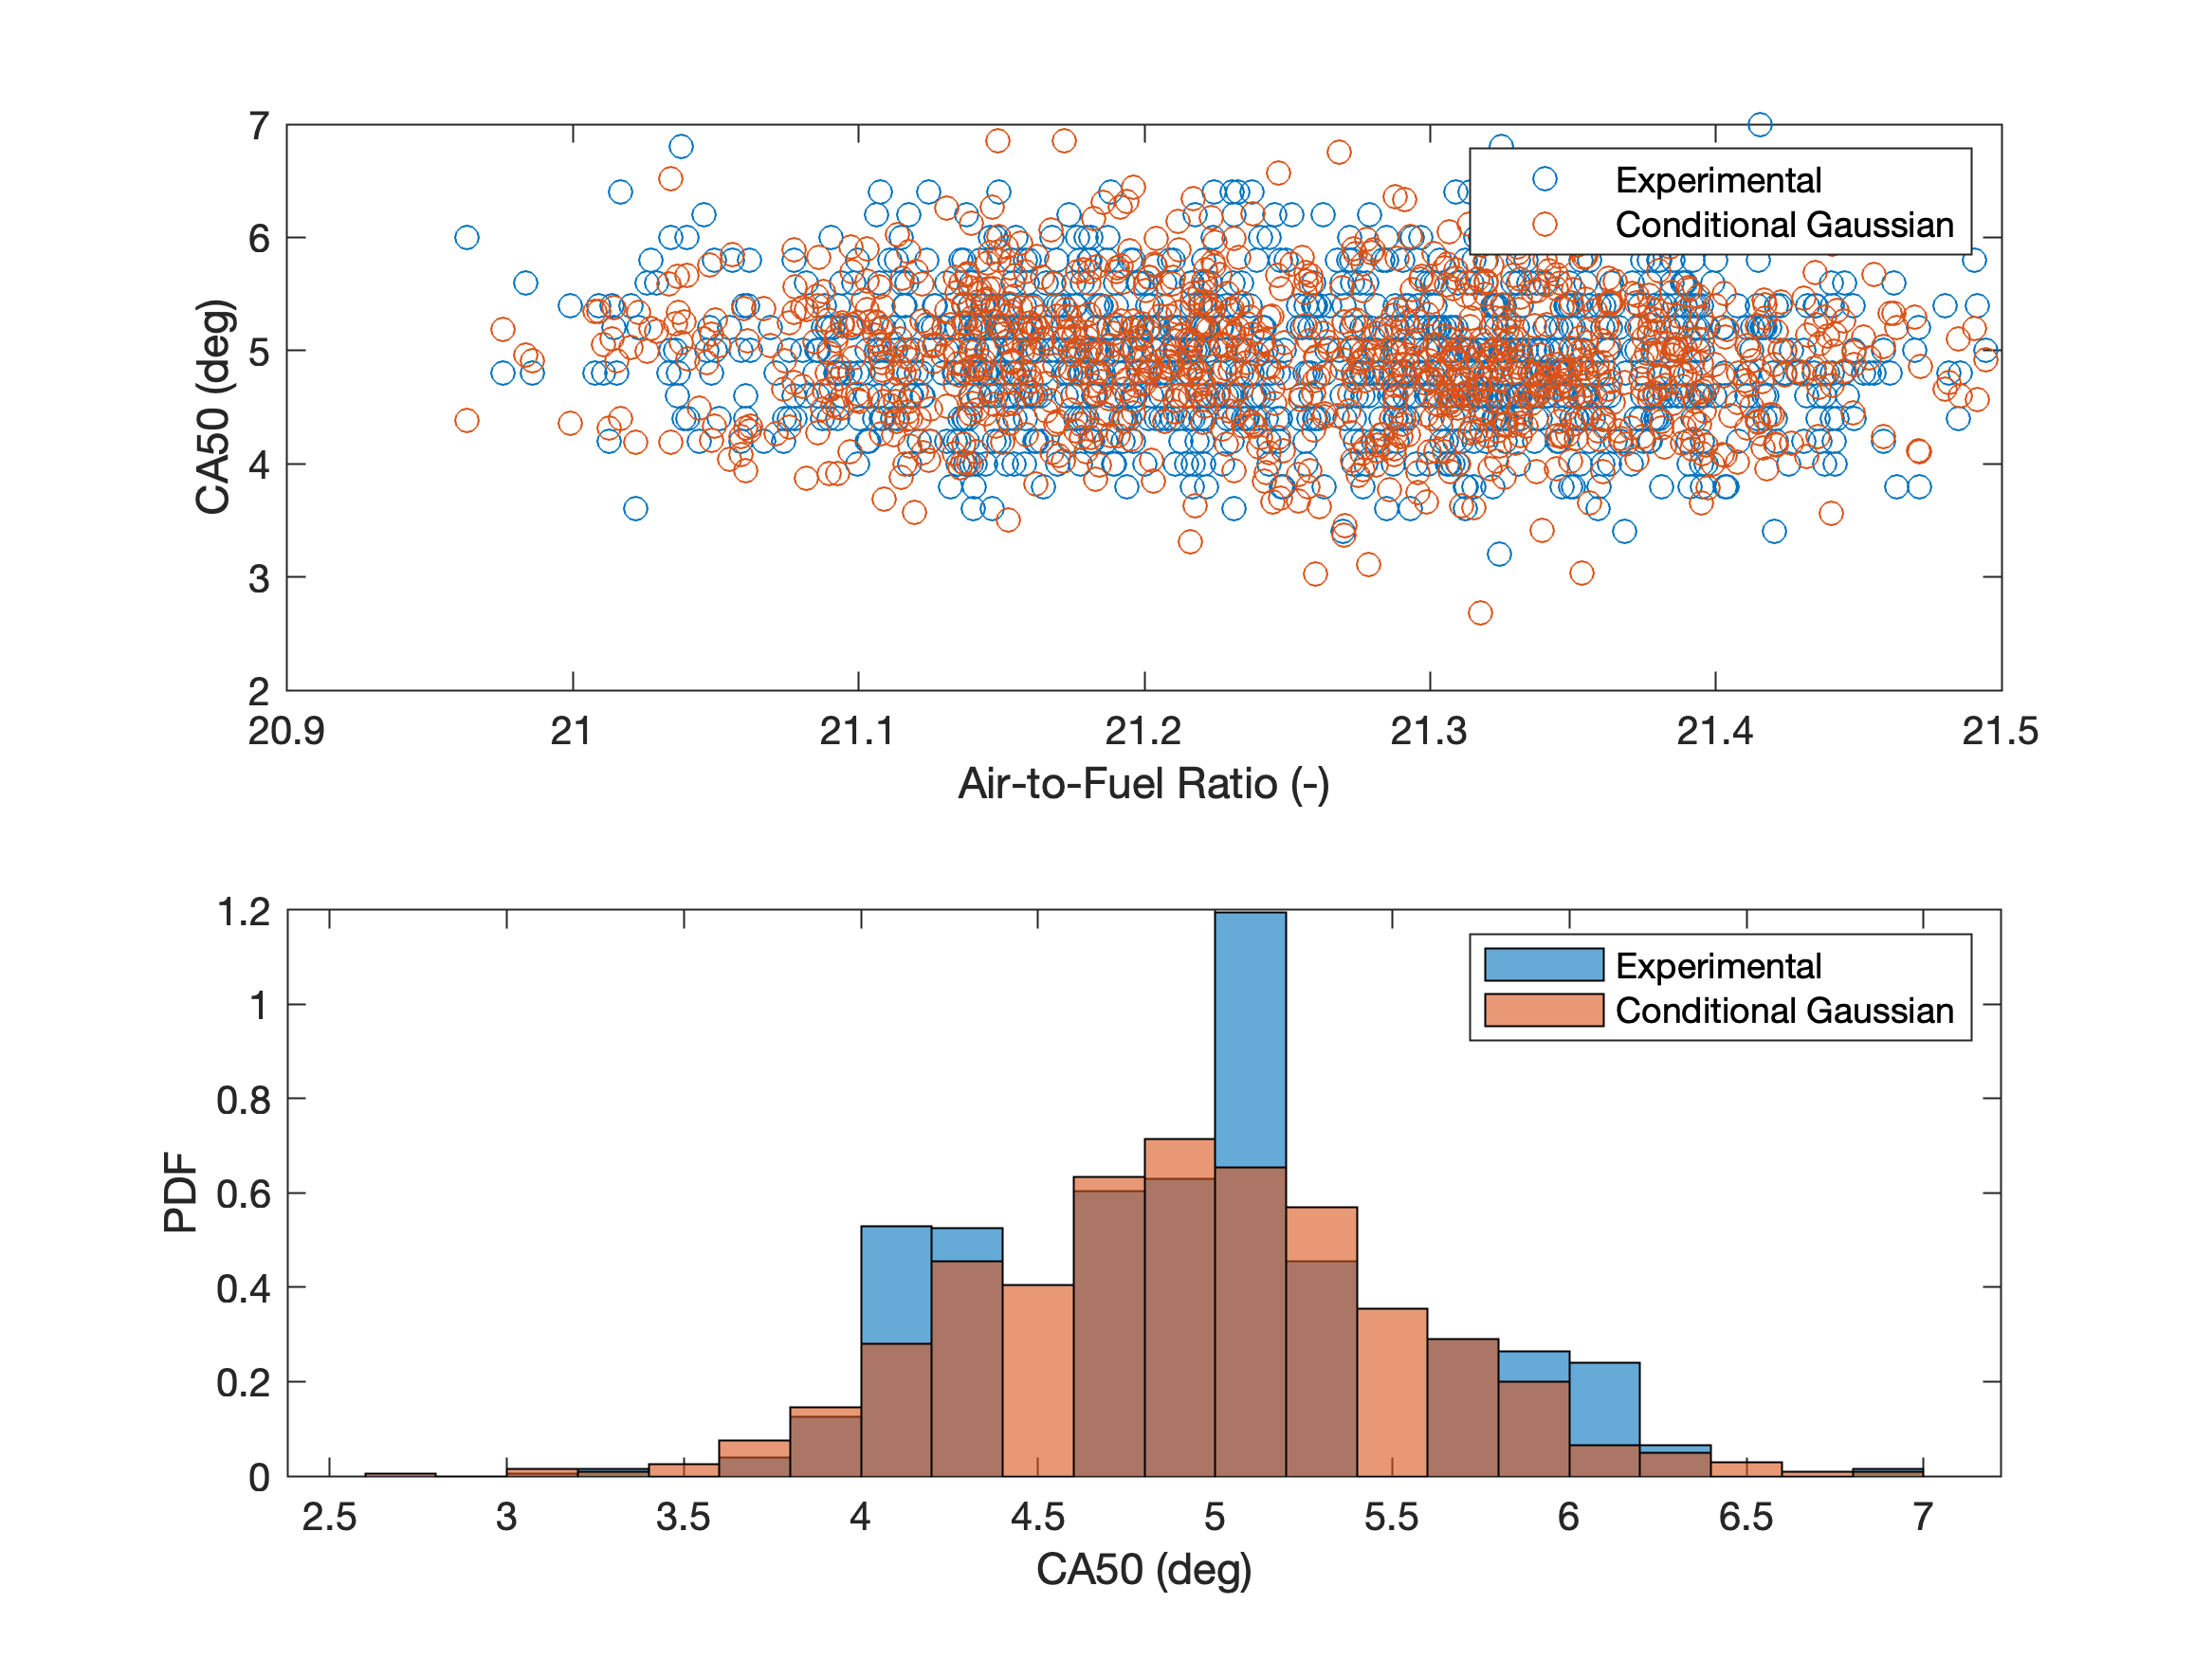 7
6
5
4
3
2
CA50 (deg)
20.9 21 21.1 21.2 21.3 21.4 21.5
Air-to-Fuel Ratio (-)
Experimental
Conditional Gaussian
1.2
1
0.8
0.6
0.4
0.2
0
PDF
2.5 3 3.5 4 4.5 5 5.5 6 6.5 7
CA50 (deg)
Experimental
Conditional Gaussian